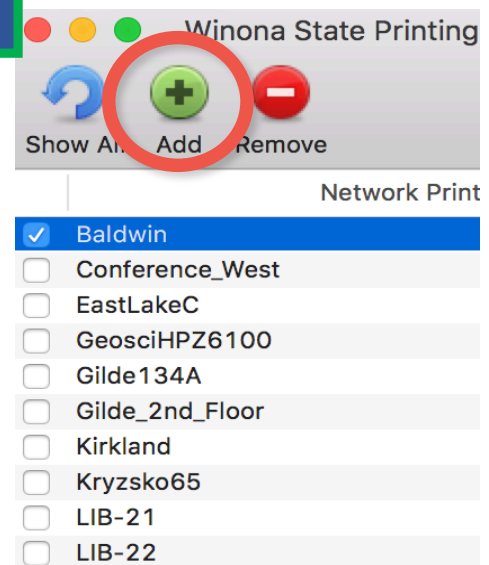 Winona State Printing
Show Al Add Remove
Network Print
Baldwin
Conference_West
EastLakeC
GeosciHPZ6100
Gilde134A
Gilde_2nd_Floor
Kirkland
Kryzsko65
LIB-21
LIB-22